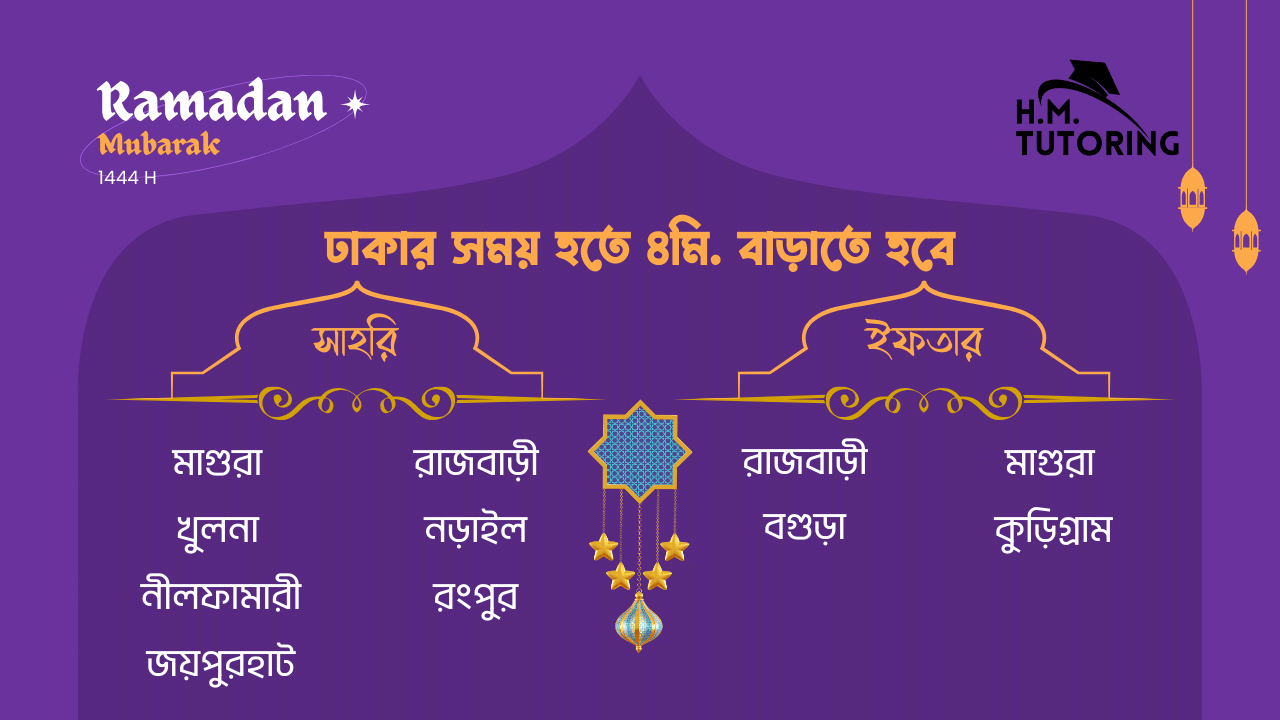 Ramadan
Mubarak
1444 H
H.M.
TUTORING
ঢাকার সময় হতে ৪মি. বাড়াতে হবে
সাহরি
মাগুরা রাজবাড়ী
খুলনা নড়াইল
নীলফামারী রংপুর
জয়পুরহাট
ইফতার
রাজবাড়ী মাগুরা
বগুড়া কুড়িগ্রাম